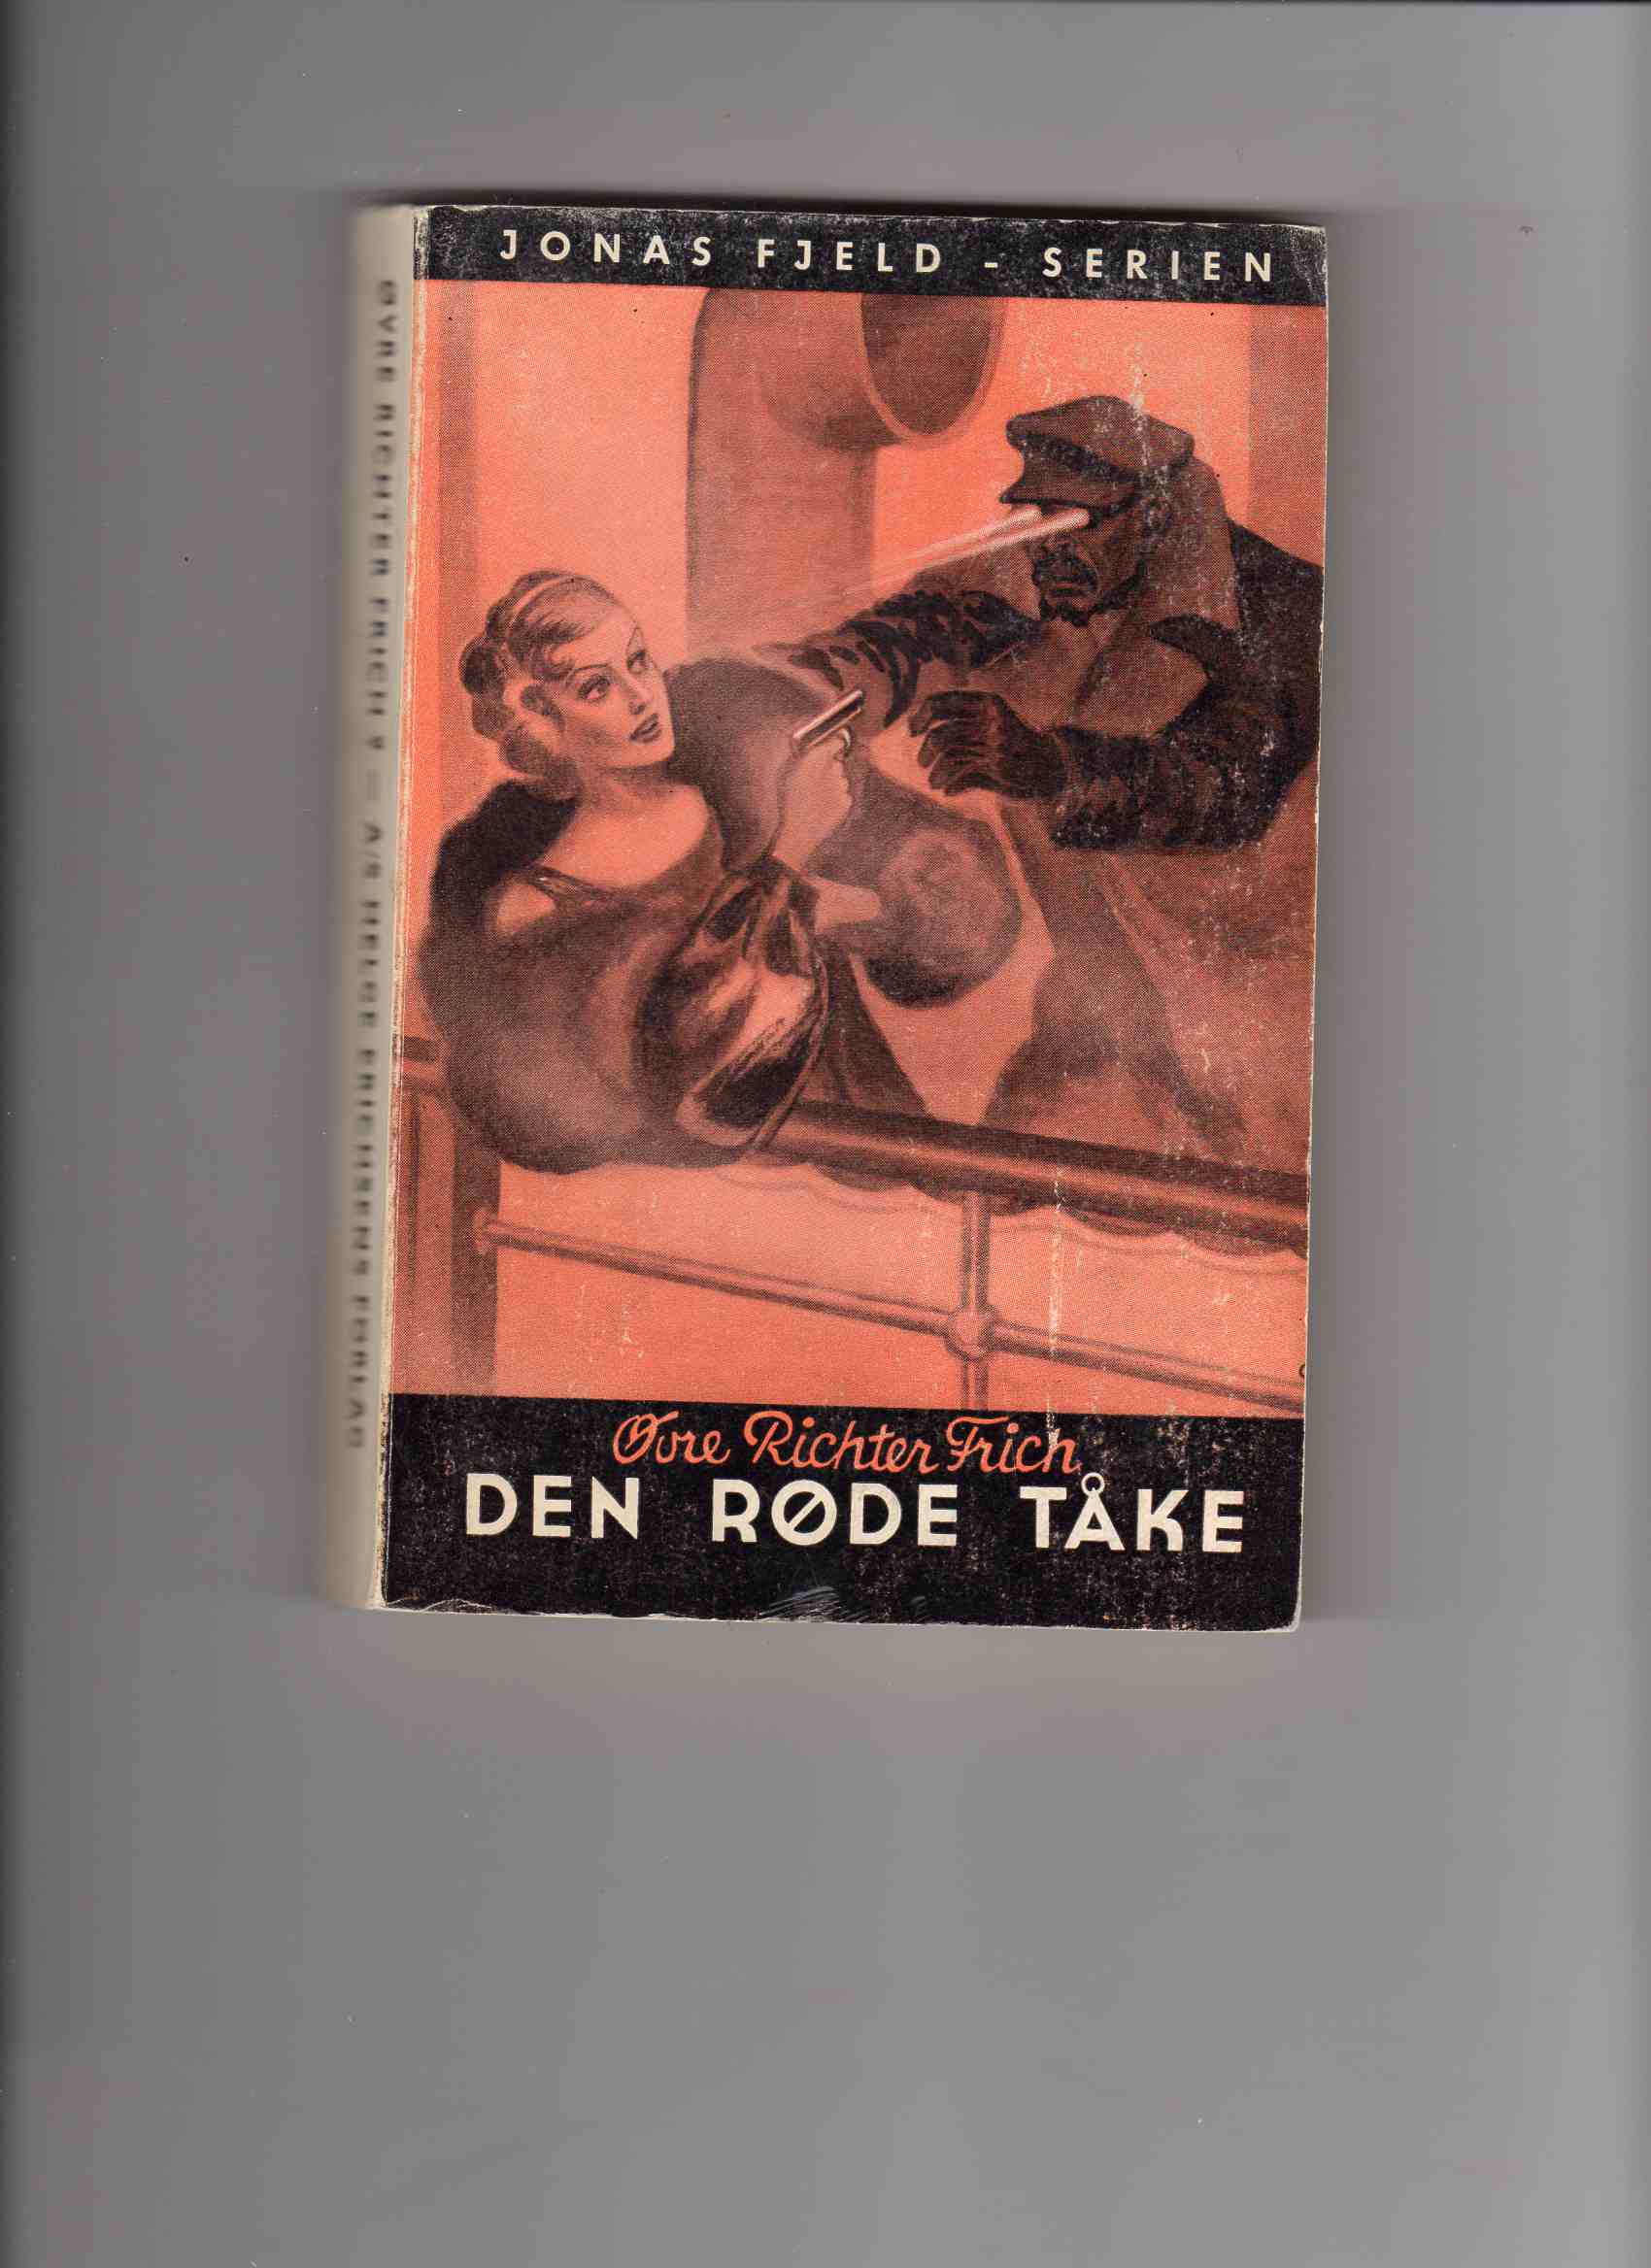 JONAS FJELD - SERIEN
Øvre Richter Frich
DEN RØDE TÅKE
ØVRE RICHTER FRICH A/S HELGE ERICHSENS FORLAG